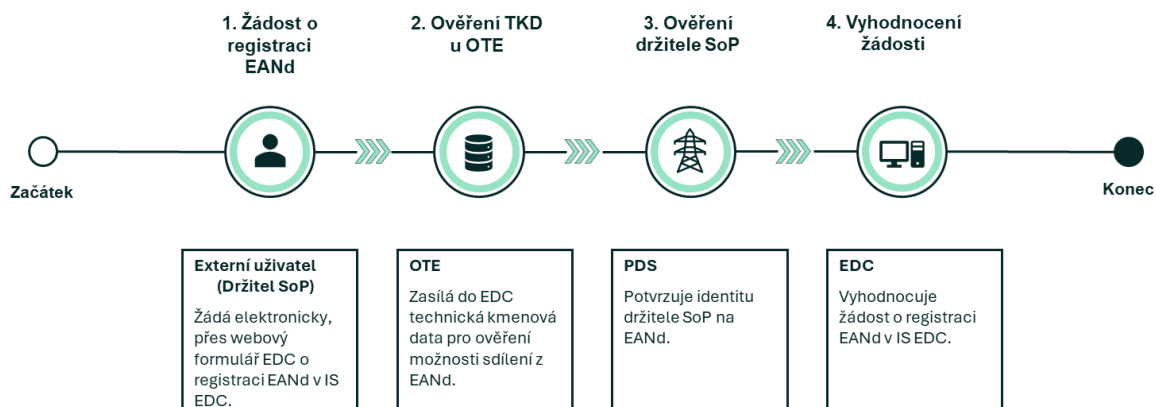 1. Žádost o
registraci
EANd
2. Ověření TKD
u OTE
3. Ověření
držitele SoP
4. Vyhodnocení
žádosti
Začátek
Konec
Externí uživatel
(Držitel SoP)
Žádá elektronicky,
přes webový
formulář EDC o
registraci EANd v IS
EDC.
OTE
Zasílá do EDC
technická kmenová
data pro ověření
možnosti sdílení z
EANd.
PDS
Potvrzuje identitu
držitele SoP na
EANd.
EDC
Vyhodnocuje
žádost o registraci
EANd v IS EDC.